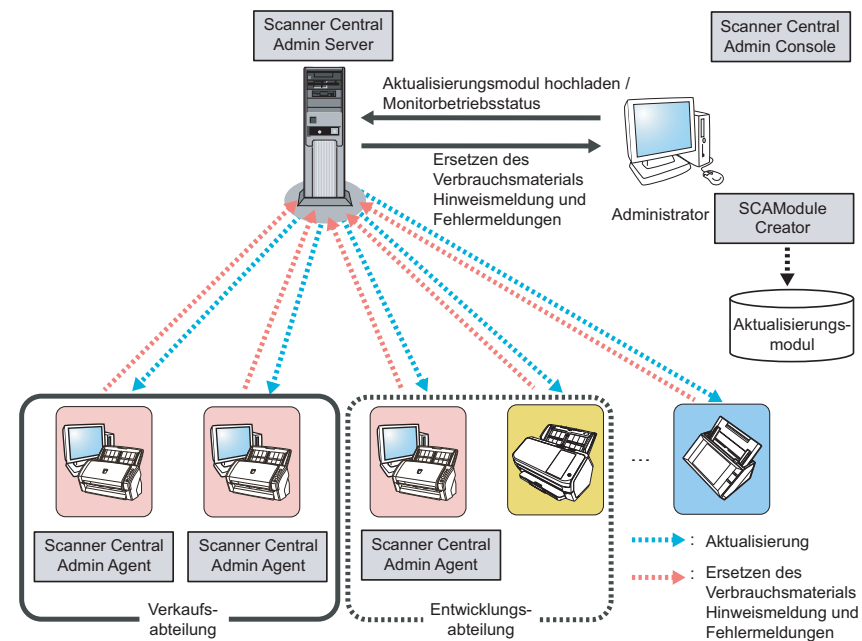 Scanner Central
Admin Server
Scanner Central
Admin Console
Aktualisierungsmodul hochladen /
Monitorbetriebsstatus
Ersetzen des
Verbrauchsmaterials
Hinweismeldung und
Fehlermeldungen
Administrator
SCAModule
Creator
Aktualisierungs-
modul
...
Scanner Central
Admin Agent
Scanner Central
Admin Agent
Scanner Central
Admin Agent
Verkaufs-
abteilung
Entwicklungs-
abteilung
: Aktualisierung
: Ersetzen des
Verbrauchsmaterials
Hinweismeldung und
Fehlermeldungen